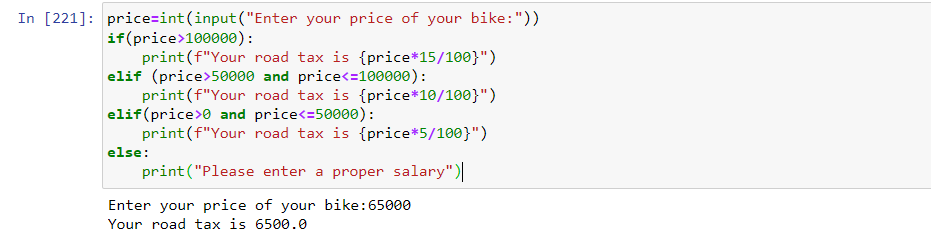 In [221]: price=int(input("Enter your price of your bike:"))
if(price>100000):
    print(f"Your road tax is {price*15/100}")
elif (price>50000 and price<=100000):
    print(f"Your road tax is {price*10/100}")
elif(price>0 and price<=50000):
    print(f"Your road tax is {price*5/100}")
else:
    print("Please enter a proper salary")
Enter your price of your bike:65000
Your road tax is 6500.0